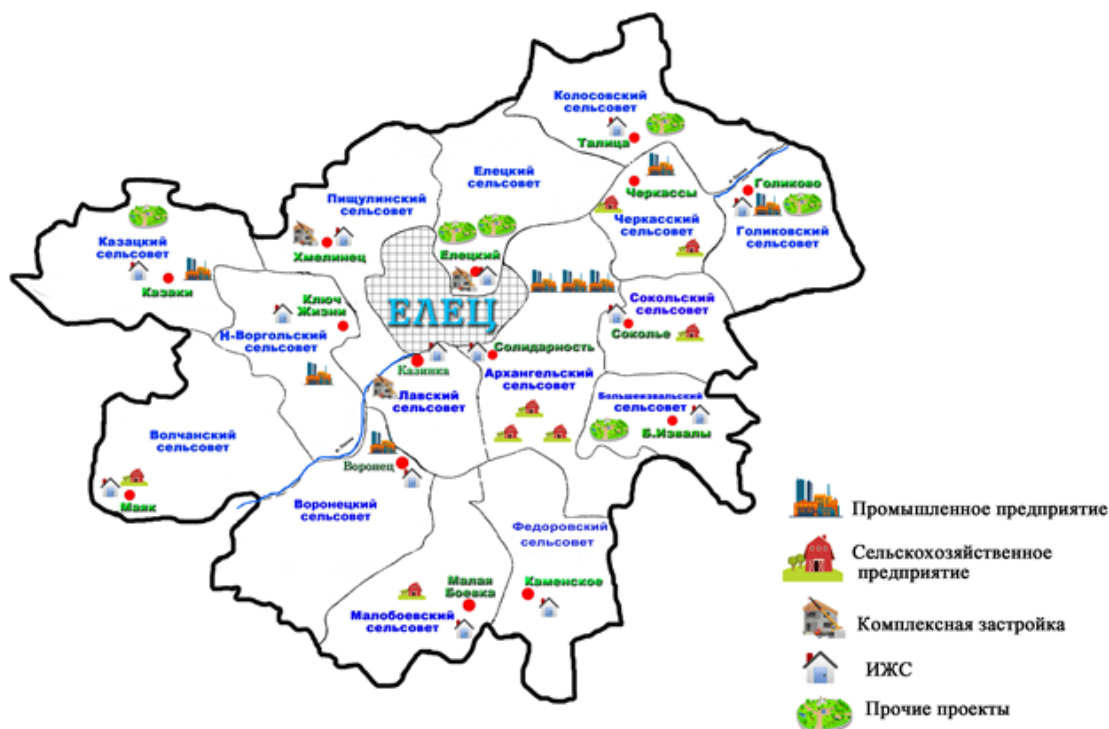 Колосовский
сельсовет
Талица
Елецкий
сельсовет
Черкассы
Голиково
Пищулинский
сельсовет
Черкасский
сельсовет
Голиковский
сельсовет
Казацкий
сельсовет
Хмелинец
Елецкий
Казаки
Ключ
Жизни
ЕЛЕЦ
Сокольский
сельсовет
Соколье
Н-Воргольский
сельсовет
Солидарность
Казинка
Архангельский
сельсовет
Лавский
сельсовет
Большеизвальский
сельсовет
Б.Извалы
Волчанский
сельсовет
Воронец
Маяк
Воронецкий
сельсовет
Федоровский
сельсовет
Малая
Боевка
Каменское
Малобоевский
сельсовет
Промышленное предприятие
Сельскохозяйственное
предприятие
Комплексная застройка
ИЖС
Прочие проекты